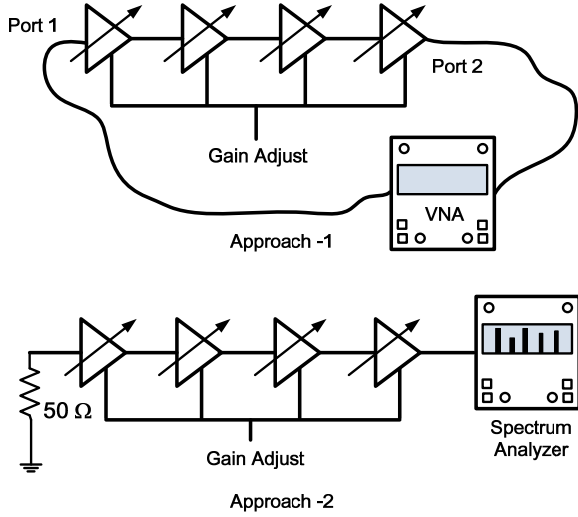 Port 1
Port 2
Gain Adjust
VNA
Approach -1
50 Ω
Gain Adjust
Spectrum
Analyzer
Approach -2